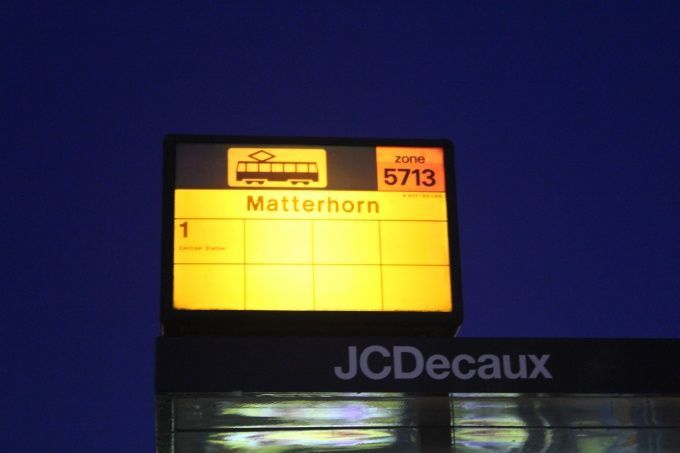 zone
5713
Matterhorn
1
Centraal Station
JCDecaux